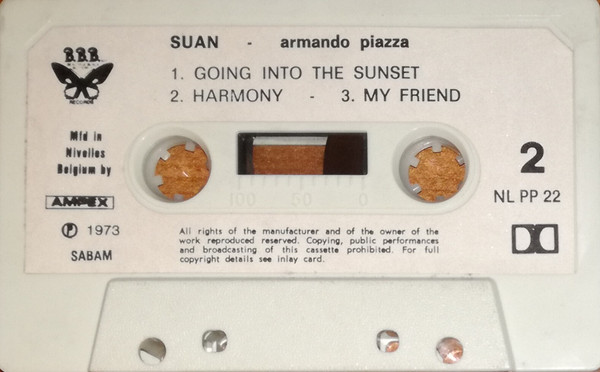 B.B.B.
RECORDS
SUAN - armando piazza
1. GOING INTO THE SUNSET
2. HARMONY - 3. MY FRIEND
Mfd in
Nivelles
Belgium by
AMPEX
℗ 1973
SABAM
2
NL PP 22
100 50 0
All rights of the manufacturer and of the owner of the
work reproduced reserved. Copying, public performances
and broadcasting of this cassette prohibited. For full
copyright details see inlay card.